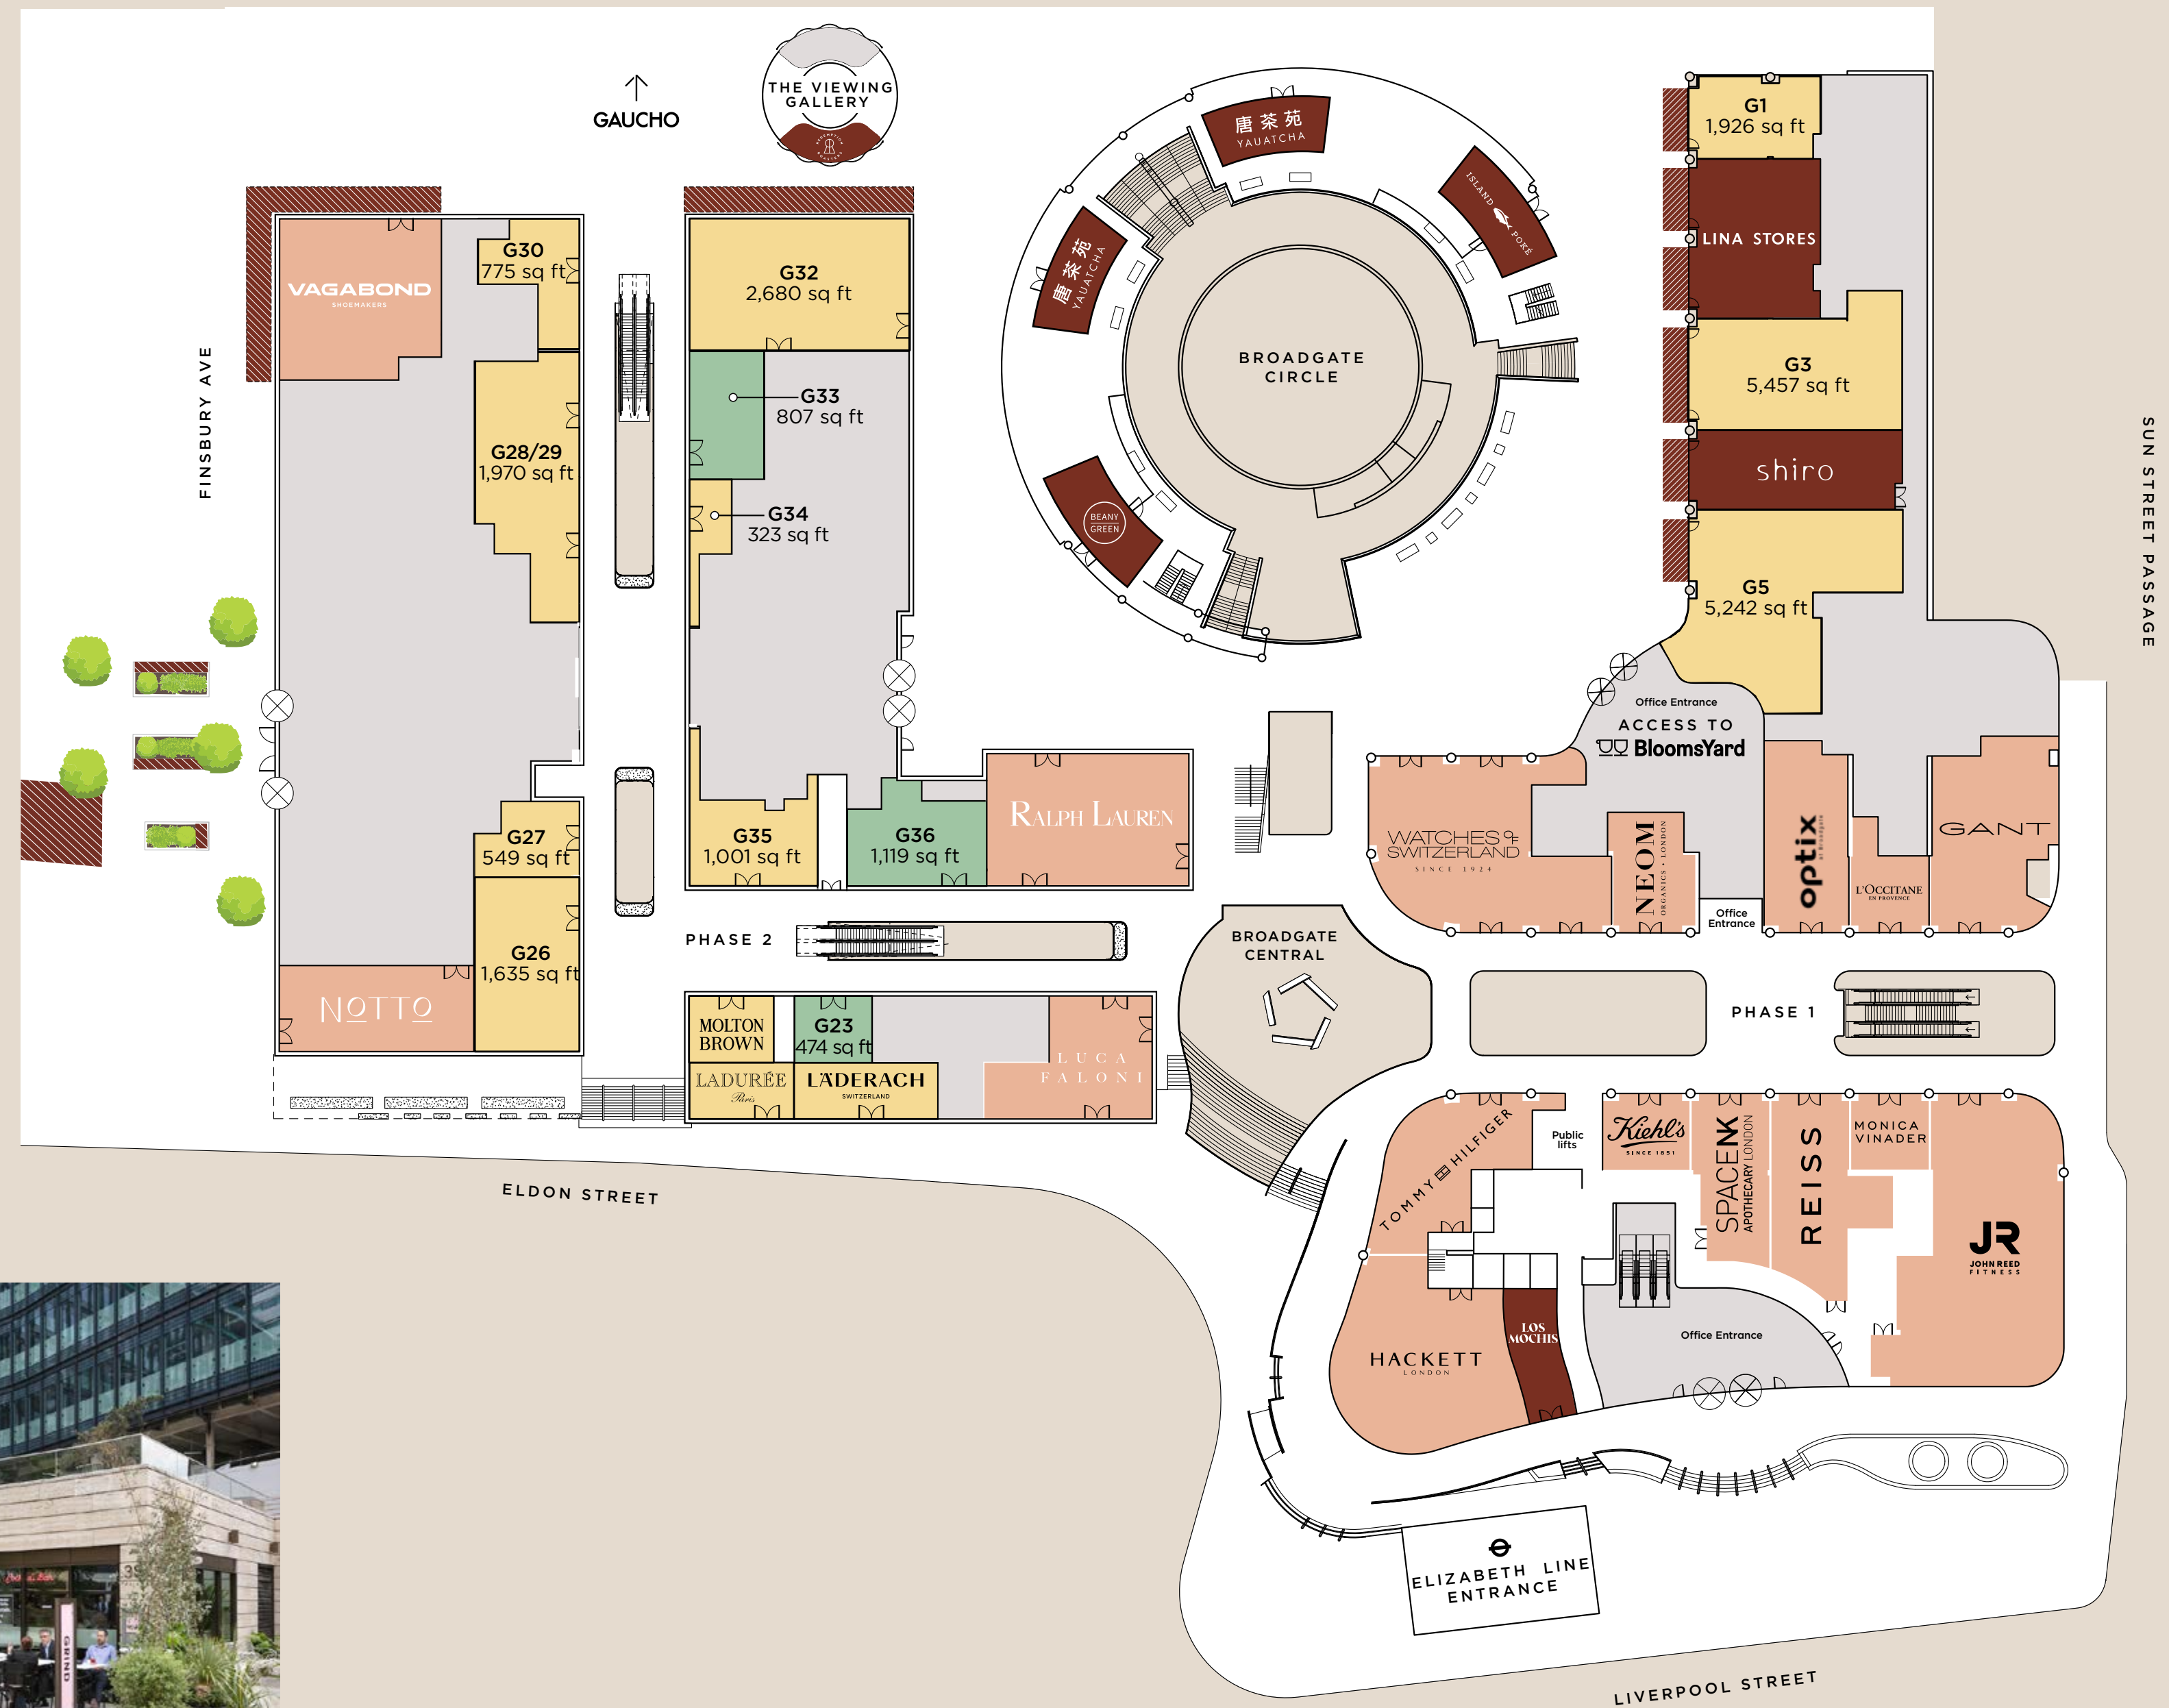 GAUCHO
THE VIEWING
GALLERY
REDEMPTION
ROASTERS
FINSBURY AVE
VAGABOND
SHOEMAKERS
G30
775 sq ft
G28/29
1,970 sq ft
G27
549 sq ft
G26
1,635 sq ft
NOTTO
G32
2,680 sq ft
G33
807 sq ft
G34
323 sq ft
G35
1,001 sq ft
G36
1,119 sq ft
RALPH LAUREN
PHASE 2
MOLTON
BROWN
G23
474 sq ft
LADURÉE
Paris
LÄDERACH
SWITZERLAND
LUCA
FALONI
唐茶苑
YAUATCHA
唐茶苑
YAUATCHA
ISLAND
POKÉ
BEANY
GREEN
BROADGATE
CIRCLE
G1
1,926 sq ft
LINA STORES
G3
5,457 sq ft
shiro
G5
5,242 sq ft
SUN STREET PASSAGE
Office Entrance
ACCESS TO
BloomsYard
WATCHES OF
SWITZERLAND
SINCE 1924
NEOM
ORGANICS • LONDON
Office
Entrance
optix
at Broadgate
L'OCCITANE
EN PROVENCE
GANT
BROADGATE
CENTRAL
PHASE 1
TOMMY HILFIGER
Public
lifts
Kiehl's
SINCE 1851
SPACENK
APOTHECARY LONDON
REISS
MONICA
VINADER
JR
JOHN REED
FITNESS
HACKETT
LONDON
LOS
MOCHIS
Office Entrance
ELDON STREET
ELIZABETH LINE
ENTRANCE
LIVERPOOL STREET
GRIND